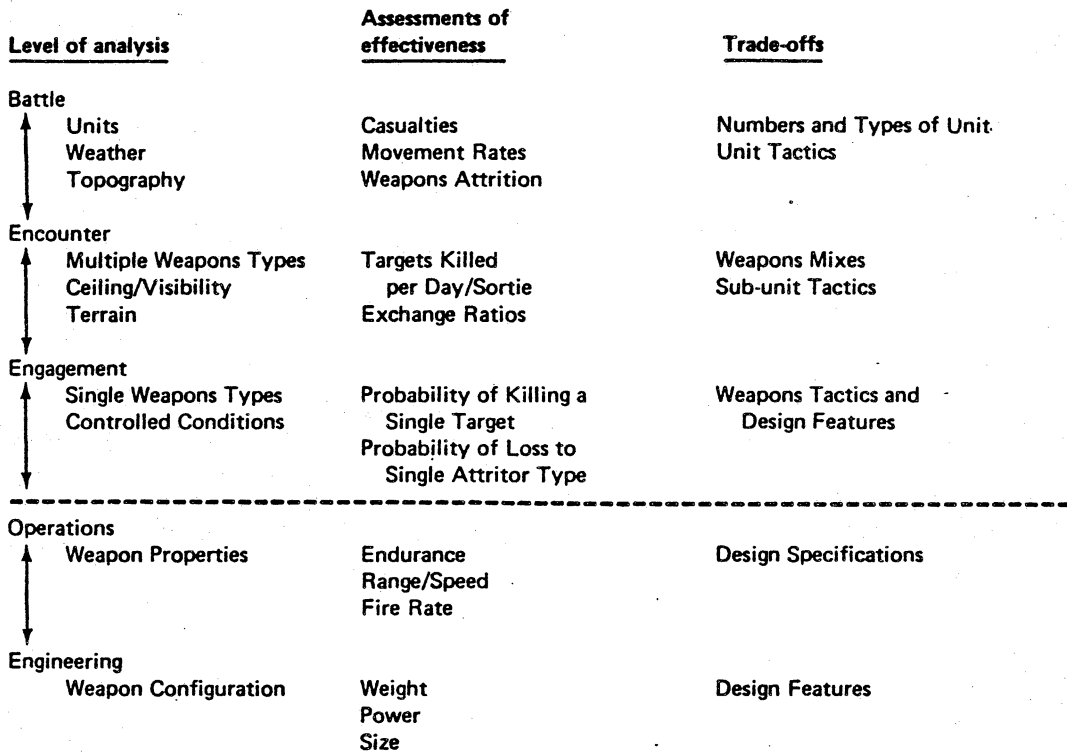 Level of analysis
Assessments of
effectiveness
Trade-offs
Battle
Units Casualties Numbers and Types of Unit.
Weather Movement Rates Unit Tactics
Topography Weapons Attrition
Encounter
Multiple Weapons Types Targets Killed Weapons Mixes
Ceiling/Visibility per Day/Sortie Sub-unit Tactics
Terrain Exchange Ratios
Engagement
Single Weapons Types Probability of Killing a Weapons Tactics and
Controlled Conditions Single Target Design Features
Probability of Loss to
Single Attritor Type
Operations
Weapon Properties Endurance Design Specifications
Range/Speed
Fire Rate
Engineering
Weapon Configuration Weight Design Features
Power
Size